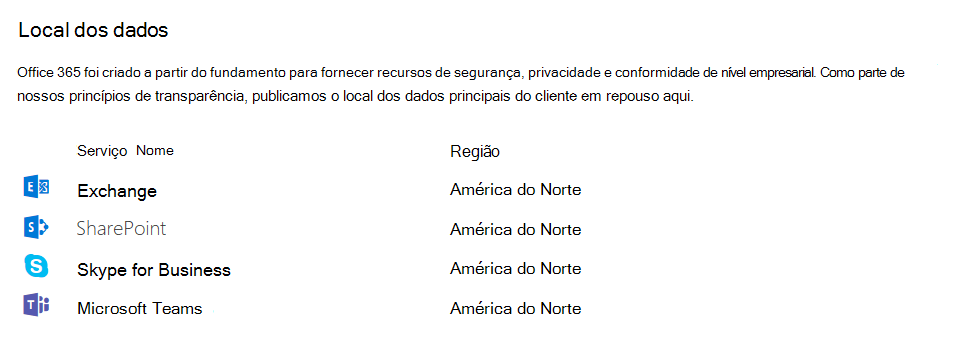 Local dos dados
Office 365 foi criado a partir do fundamento para fornecer recursos de segurança, privacidade e conformidade de nível empresarial. Como parte de
nossos princípios de transparência, publicamos o local dos dados principais do cliente em repouso aqui.
Serviço Nome Região
Exchange América do Norte
SharePoint América do Norte
Skype for Business América do Norte
Microsoft Teams América do Norte